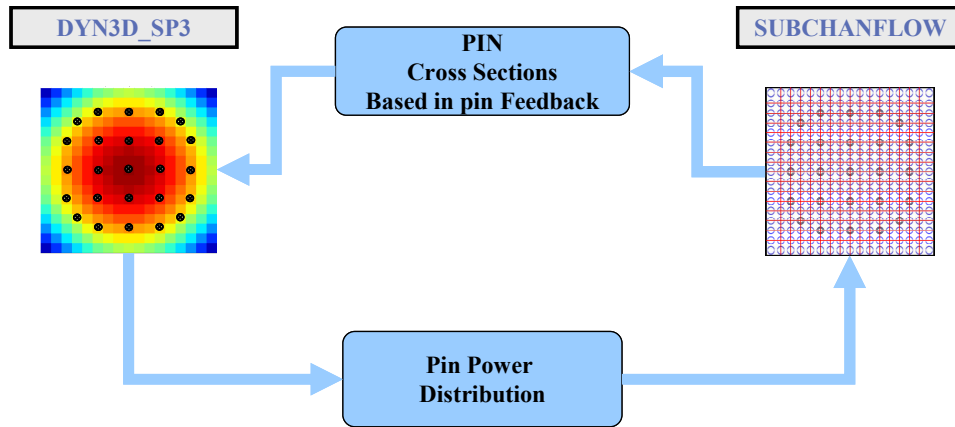 DYN3D_SP3
PIN
Cross Sections
Based in pin Feedback
SUBCHANFLOW
Pin Power
Distribution